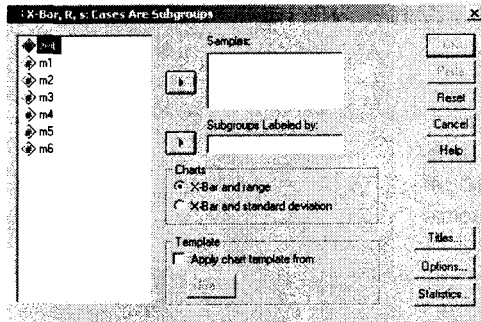 X-Bar, R, s: Cases Are Subgroups
Samples:
m1
m2
m3
m4
m5
m6
Paste
Reset
Cancel
Help
Subgroups Labeled by:
Charts
X-Bar and range
X-Bar and standard deviation
Template
Apply chart template from
Titles...
Options...
Statistics...